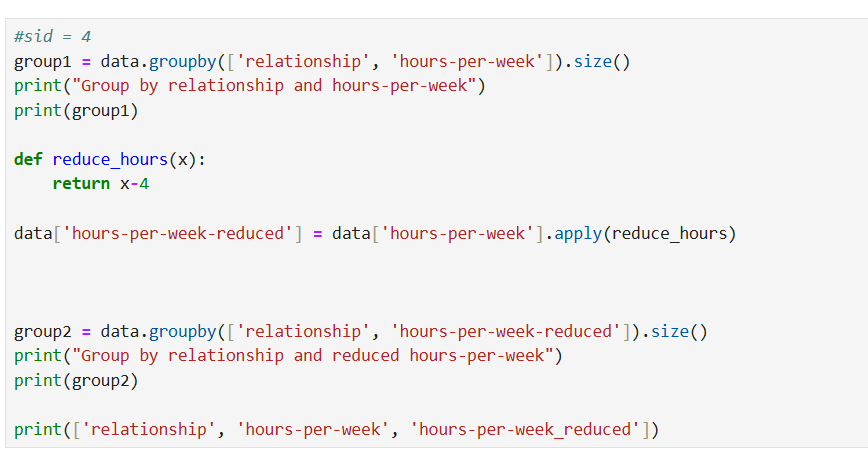 #sid = 4
group1 = data.groupby(['relationship', 'hours-per-week']).size()
print("Group by relationship and hours-per-week")
print(group1)
def reduce_hours(x):
    return x-4
data['hours-per-week-reduced'] = data['hours-per-week'].apply(reduce_hours)
group2 = data.groupby(['relationship', 'hours-per-week-reduced']).size()
print("Group by relationship and reduced hours-per-week")
print(group2)
print(['relationship', 'hours-per-week', 'hours-per-week_reduced'])